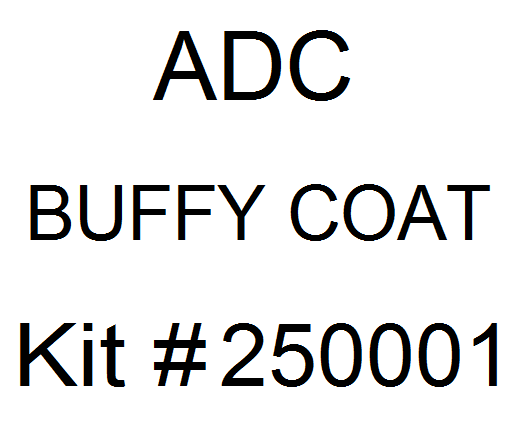 ADC
BUFFY COAT
Kit #250001